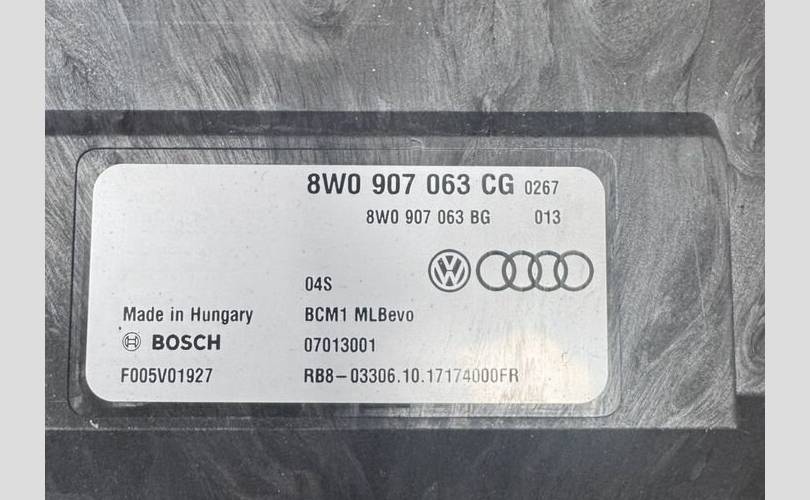 8W0 907 063 CG 0267
8W0 907 063 BG 013
04S
Made in Hungary BCM1 MLBevo
BOSCH 07013001
F005V01927 RB8-03306.10.17174000FR